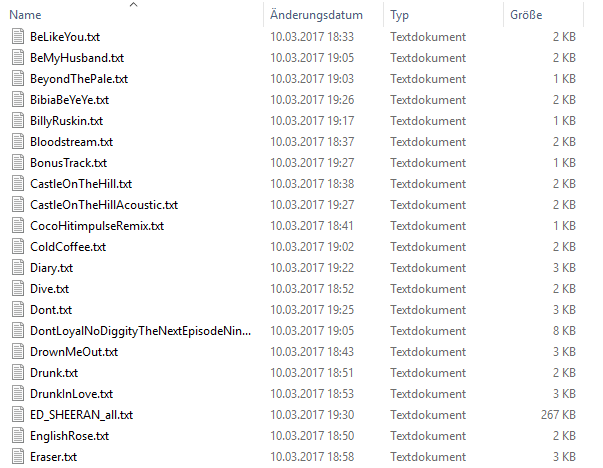 Name Änderungsdatum Typ Größe
BeLikeYou.txt 10.03.2017 18:33 Textdokument 2 KB
BeMyHusband.txt 10.03.2017 19:05 Textdokument 2 KB
BeyondThePale.txt 10.03.2017 19:03 Textdokument 1 KB
BibiaBeYeYe.txt 10.03.2017 19:26 Textdokument 2 KB
BillyRuskin.txt 10.03.2017 19:17 Textdokument 1 KB
Bloodstream.txt 10.03.2017 18:37 Textdokument 2 KB
BonusTrack.txt 10.03.2017 19:27 Textdokument 1 KB
CastleOnTheHill.txt 10.03.2017 18:38 Textdokument 2 KB
CastleOnTheHillAcoustic.txt 10.03.2017 19:27 Textdokument 2 KB
CocoHitimpulseRemix.txt 10.03.2017 18:41 Textdokument 1 KB
ColdCoffee.txt 10.03.2017 19:02 Textdokument 2 KB
Diary.txt 10.03.2017 19:22 Textdokument 3 KB
Dive.txt 10.03.2017 18:52 Textdokument 2 KB
Dont.txt 10.03.2017 19:25 Textdokument 3 KB
DontLoyalNoDiggityTheNextEpisodeNin... 10.03.2017 19:05 Textdokument 8 KB
DrownMeOut.txt 10.03.2017 18:43 Textdokument 3 KB
Drunk.txt 10.03.2017 18:51 Textdokument 2 KB
DrunkInLove.txt 10.03.2017 18:53 Textdokument 3 KB
ED_SHEERAN_all.txt 10.03.2017 19:30 Textdokument 267 KB
EnglishRose.txt 10.03.2017 18:50 Textdokument 2 KB
Eraser.txt 10.03.2017 18:58 Textdokument 3 KB